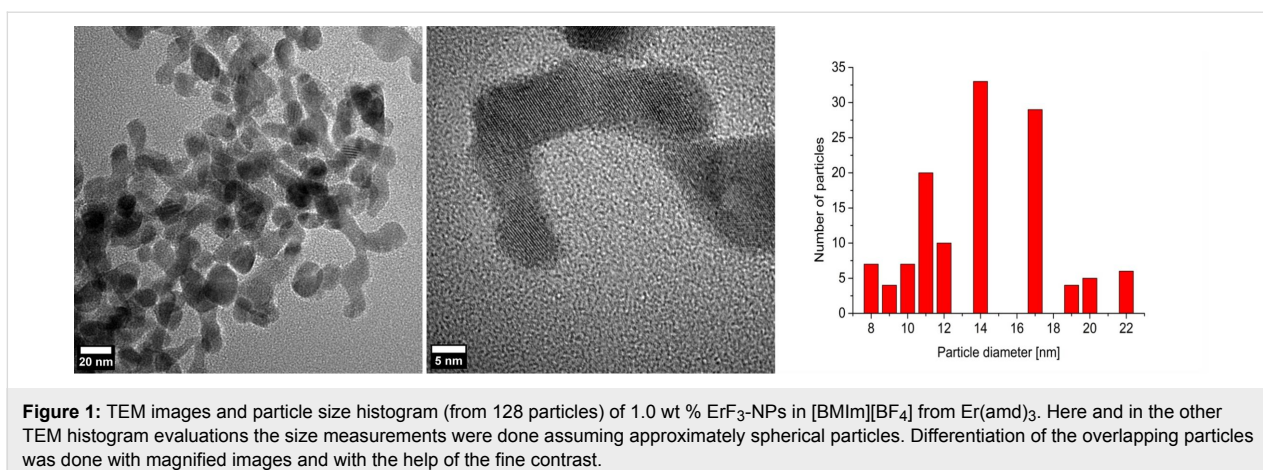 20 nm
5 nm
Number of particles
35
30
25
20
15
10
5
0
8 10 12 14 16 18 20 22
Particle diameter [nm]
Figure 1: TEM images and particle size histogram (from 128 particles) of 1.0 wt % ErF₃-NPs in [BMIm][BF₄] from Er(amd)₃. Here and in the other
TEM histogram evaluations the size measurements were done assuming approximately spherical particles. Differentiation of the overlapping particles
was done with magnified images and with the help of the fine contrast.